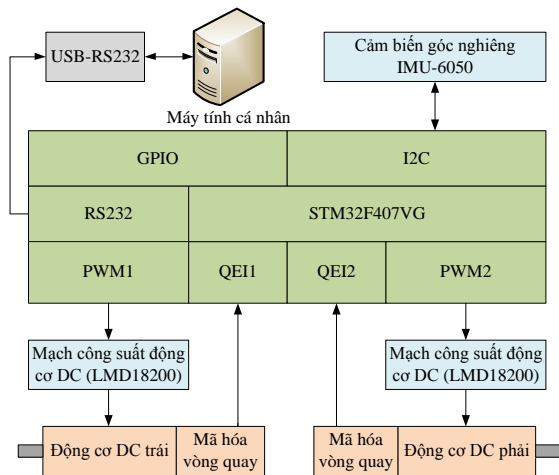 USB-RS232
Máy tính cá nhân
Cảm biến góc nghiêng
IMU-6050
GPIO
I2C
RS232
STM32F407VG
PWM1
QEI1
QEI2
PWM2
Mạch công suất động
cơ DC (LMD18200)
Mạch công suất động
cơ DC (LMD18200)
Động cơ DC trái
Mã hóa
vòng quay
Mã hóa
vòng quay
Động cơ DC phải